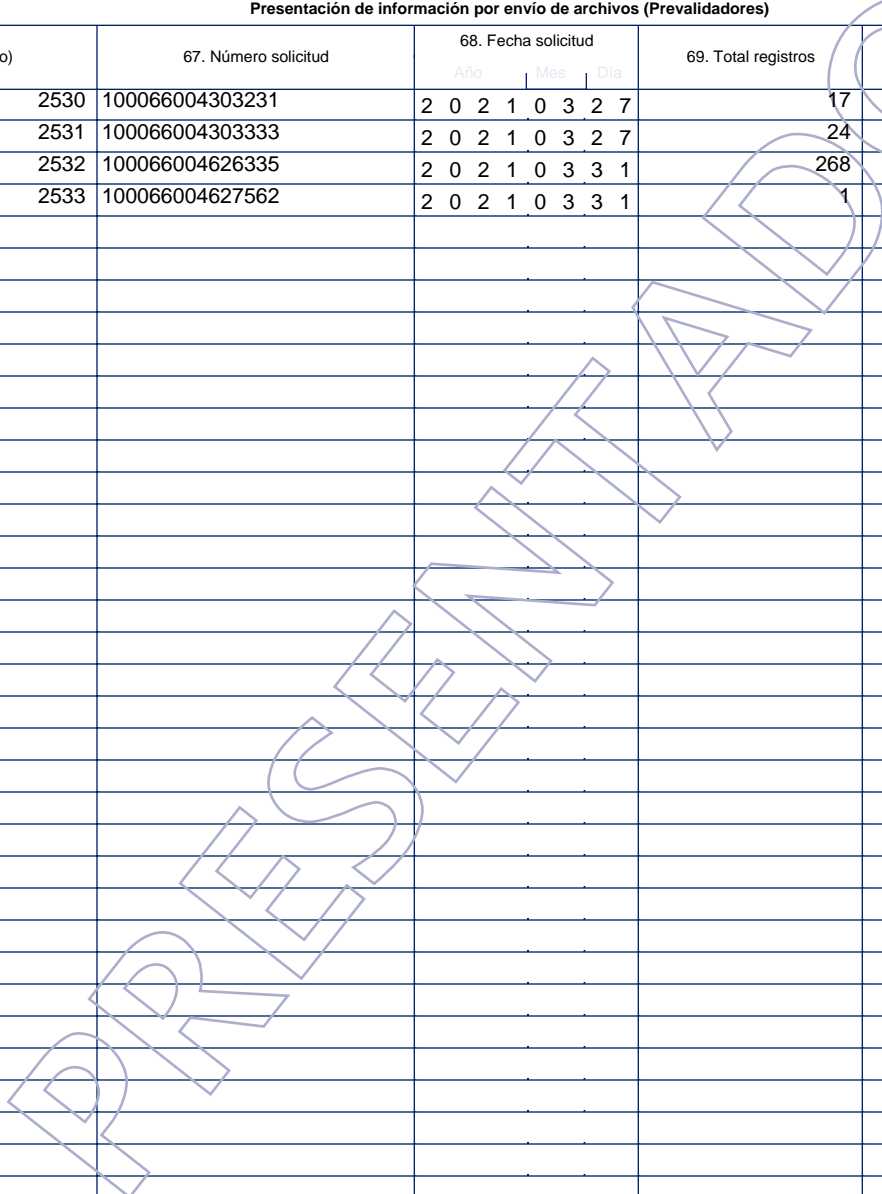 Presentación de información por envío de archivos (Prevalidadores)
o) 67. Número solicitud 68. Fecha solicitud 69. Total registros
Año Mes Día
2530 100066004303231 2 0 2 1 0 3 2 7 17
2531 100066004303333 2 0 2 1 0 3 2 7 24
2532 100066004626335 2 0 2 1 0 3 3 1 268
2533 100066004627562 2 0 2 1 0 3 3 1 1
PRESENTADO